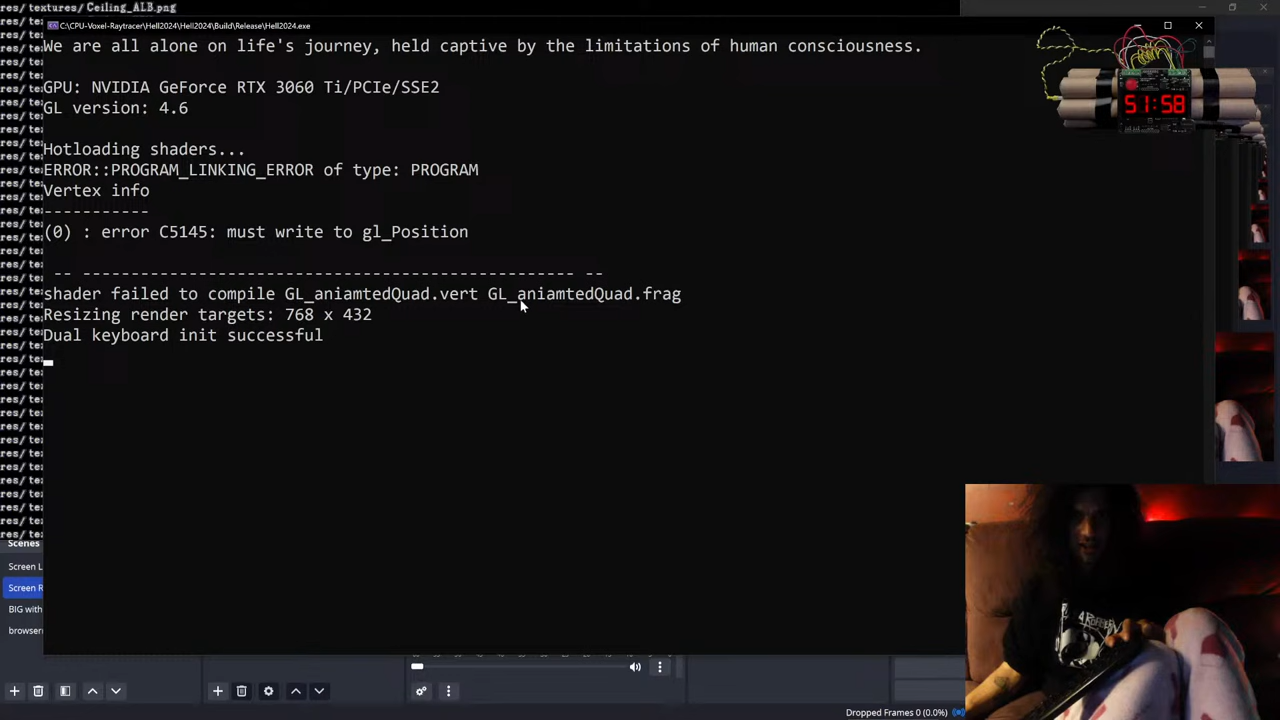 res/ textures/ Ceiling_ALB.png
C:\CPU-Voxel-Raytracer\Hell2024\Hell2024\Build\Release\Hell2024.exe
We are all alone on life's journey, held captive by the limitations of human consciousness.
GPU: NVIDIA GeForce RTX 3060 Ti/PCIe/SSE2
GL version: 4.6
51:58
Hotloading shaders...
ERROR::PROGRAM_LINKING_ERROR of type: PROGRAM
Vertex info
-----------
(0) : error C5145: must write to gl_Position
-- --------------------------------------------------- --
shader failed to compile GL_aniamtedQuad.vert GL_aniamtedQuad.frag
Resizing render targets: 768 x 432
Dual keyboard init successful
Scenes
Screen L
Screen R
BIG with
browser
Dropped Frames 0 (0.0%)